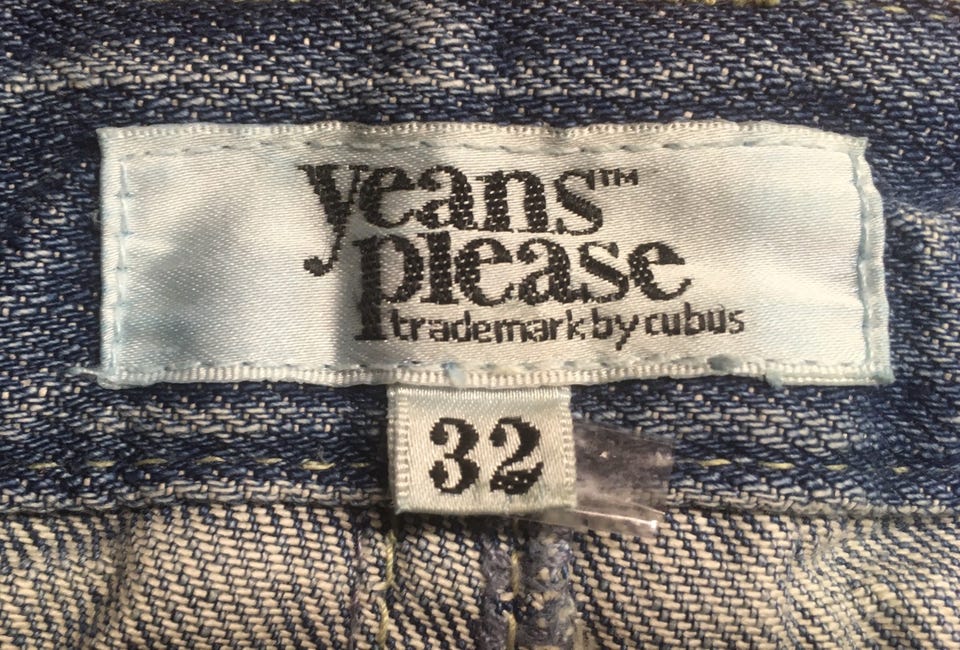 yeans™
please
trademark by cubus
32